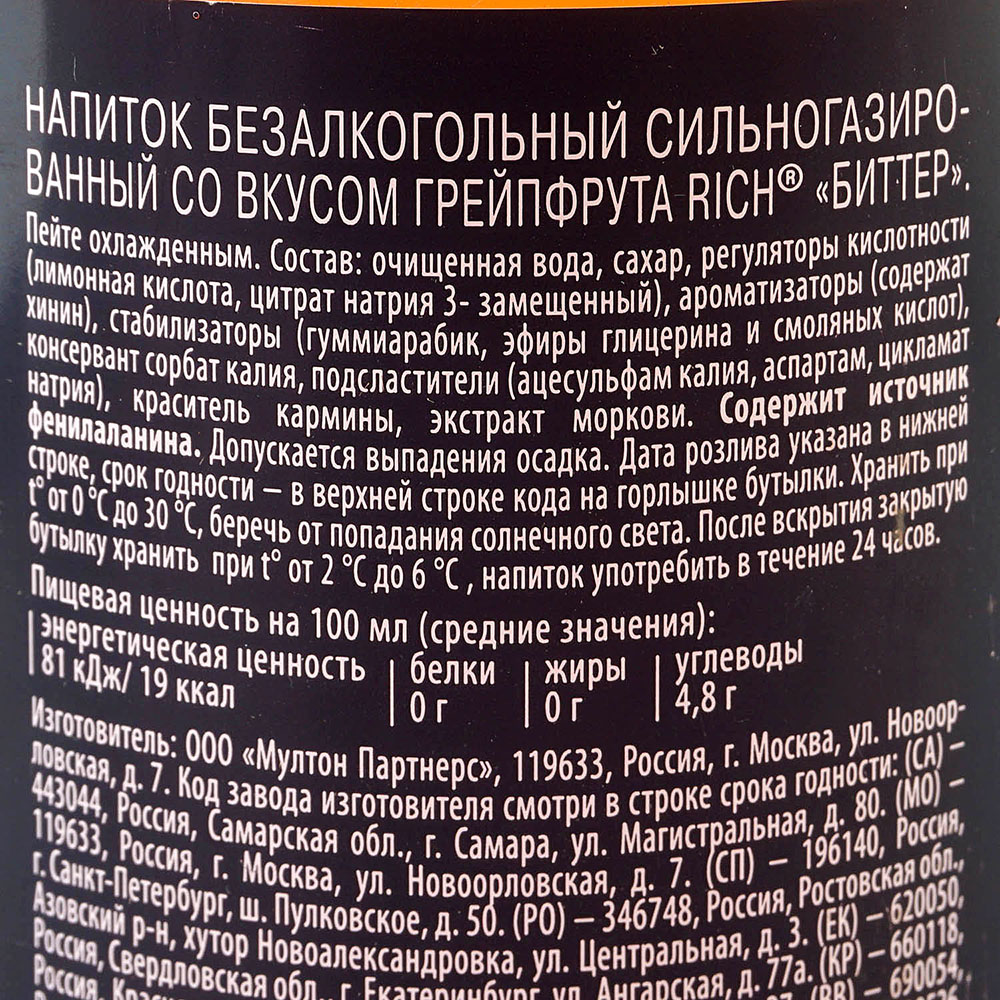 НАПИТОК БЕЗАЛКОГОЛЬНЫЙ СИЛЬНОГАЗИРО-
ВАННЫЙ СО ВКУСОМ ГРЕЙПФРУТА RICH® «БИТТЕР».
Пейте охлажденным. Состав: очищенная вода, сахар, регуляторы кислотности
(лимонная кислота, цитрат натрия 3- замещенный), ароматизаторы (содержат
хинин), стабилизаторы (гуммиарабик, эфиры глицерина и смоляных кислот),
консервант сорбат калия, подсластители (ацесульфам калия, аспартам, цикламат
натрия), краситель кармины, экстракт моркови. Содержит источник
фенилаланина. Допускается выпадения осадка. Дата розлива указана в нижней
строке, срок годности – в верхней строке кода на горлышке бутылки. Хранить при
t° от 0 °C до 30 °C, беречь от попадания солнечного света. После вскрытия закрытую
бутылку хранить при t° от 2 °C до 6 °C , напиток употребить в течение 24 часов.
Пищевая ценность на 100 мл (средние значения):
энергетическая ценность | белки | жиры | углеводы
81 кДж/ 19 ккал | 0 г | 0 г | 4,8 г
Изготовитель: ООО «Мултон Партнерс», 119633, Россия, г. Москва, ул. Новоор-
ловская, д. 7. Код завода изготовителя смотри в строке срока годности: (СА) –
443044, Россия, Самарская обл., г. Самара, ул. Магистральная, д. 80. (МО) –
119633, Россия, г. Москва, ул. Новоорловская, д. 7. (СП) – 196140, Россия,
г. Санкт-Петербург, ш. Пулковское, д. 50. (РО) – 346748, Россия, Ростовская обл.,
Азовский р-н, хутор Новоалександровка, ул. Центральная, д. 3. (ЕК) – 620050,
Россия, Свердловская обл., г. Екатеринбург, ул. Ангарская, д. 77а. (КР) – 660118,
Россия, (ВВ) – 690054,